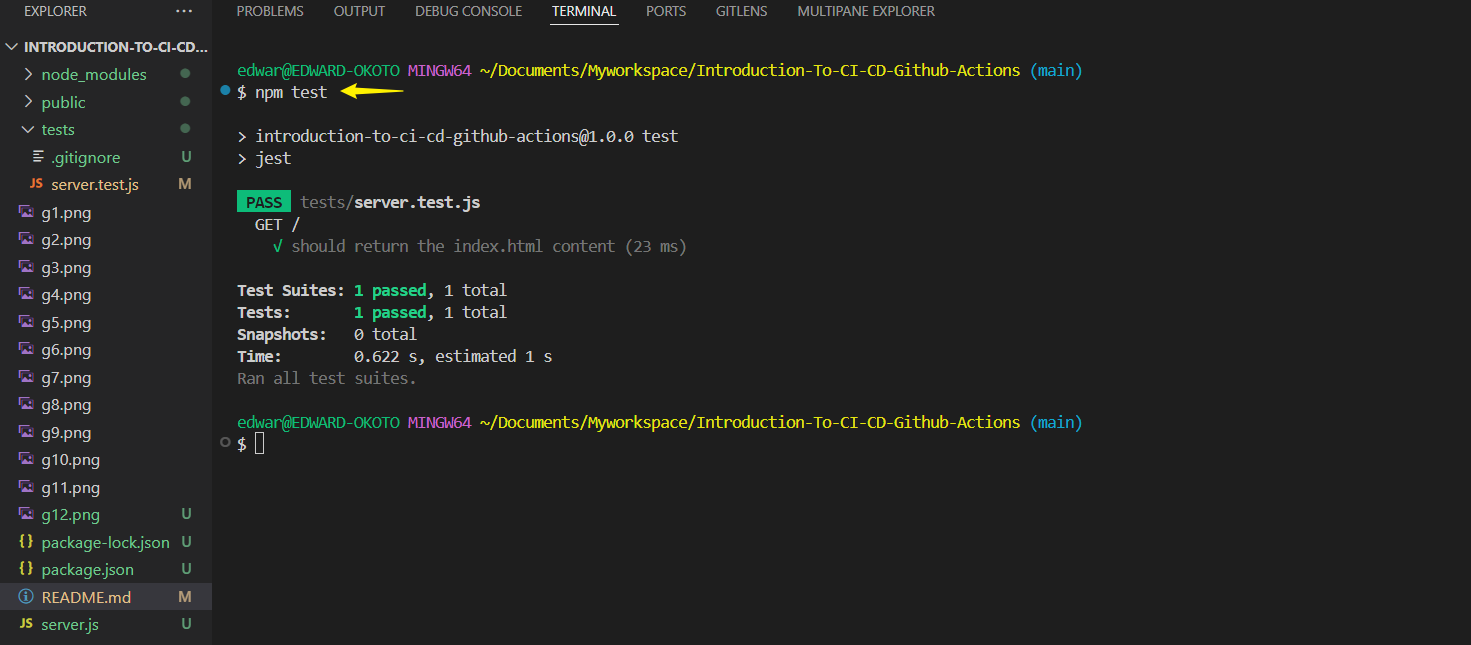 EXPLORER ···
INTRODUCTION-TO-CI-CD...
node_modules
public
tests
.gitignore U
JS server.test.js M
g1.png
g2.png
g3.png
g4.png
g5.png
g6.png
g7.png
g8.png
g9.png
g10.png
g11.png
g12.png U
{} package-lock.json U
{} package.json U
README.md M
JS server.js U
PROBLEMS OUTPUT DEBUG CONSOLE TERMINAL PORTS GITLENS MULTIPANE EXPLORER
edwar@EDWARD-OKOTO MINGW64 ~/Documents/Myworkspace/Introduction-To-CI-CD-Github-Actions (main)
$ npm test
> introduction-to-ci-cd-github-actions@1.0.0 test
> jest
PASS tests/server.test.js
GET /
√ should return the index.html content (23 ms)
Test Suites: 1 passed, 1 total
Tests: 1 passed, 1 total
Snapshots: 0 total
Time: 0.622 s, estimated 1 s
Ran all test suites.
edwar@EDWARD-OKOTO MINGW64 ~/Documents/Myworkspace/Introduction-To-CI-CD-Github-Actions (main)
$